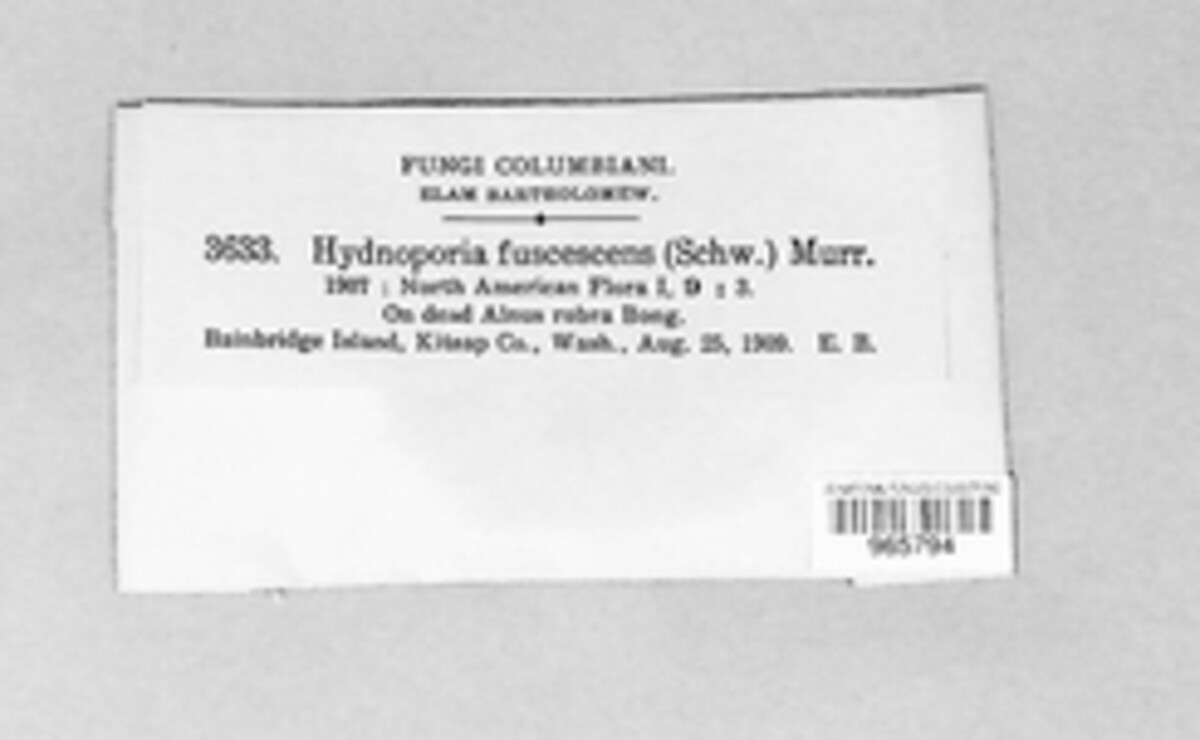 FUNGI COLUMBIANI.
ELAM BARTHOLOMEW.
3633. Hydnoporia fuscescens (Schw.) Murr.
1907 : North American Flora I, 9 : 3.
On dead Alnus rubra Bong.
Bainbridge Island, Kitsap Co., Wash., Aug. 25, 1909. E. B.
965794